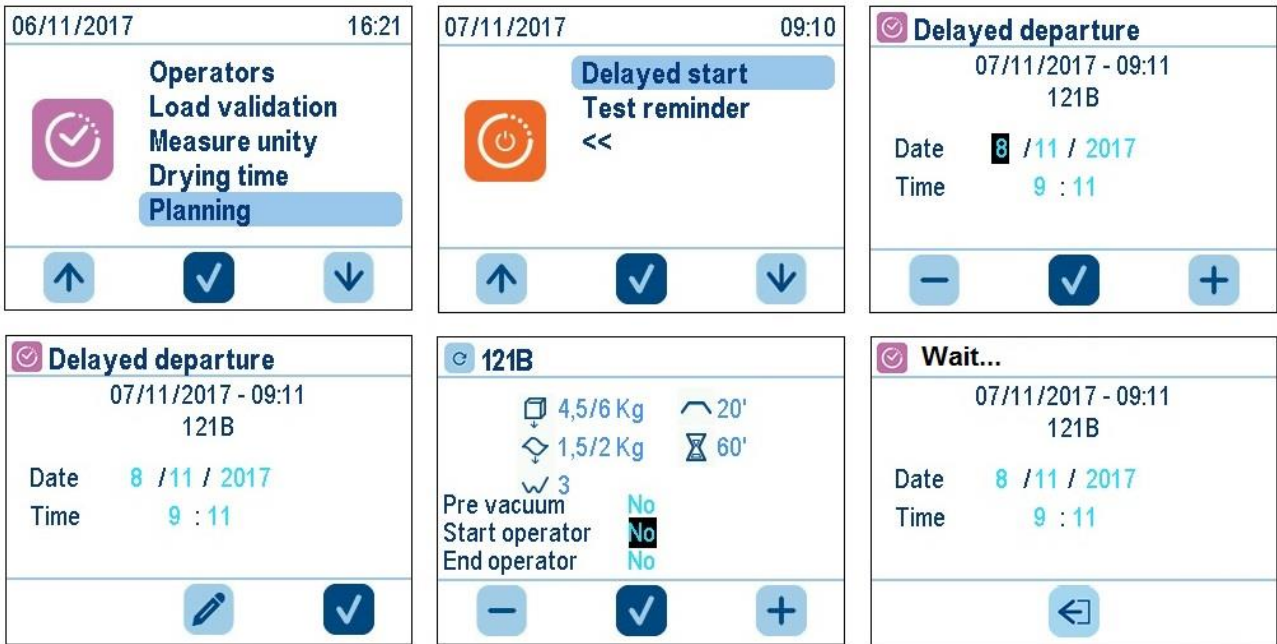 06/11/2017 16:21
Operators
Load validation
Measure unity
Drying time
Planning
07/11/2017 09:10
Delayed start
Test reminder
<<
Delayed departure
07/11/2017 - 09:11
121B
Date 8 / 11 / 2017
Time 9 : 11
Delayed departure
07/11/2017 - 09:11
121B
Date 8 / 11 / 2017
Time 9 : 11
121B
4,5/6 Kg 20'
1,5/2 Kg 60'
3
Pre vacuum No
Start operator No
End operator No
Wait...
07/11/2017 - 09:11
121B
Date 8 / 11 / 2017
Time 9 : 11